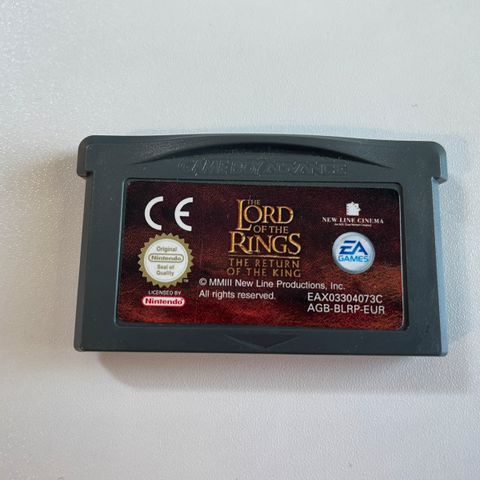 GAME BOY ADVANCE
CE
THE
LORD
OF THE
RINGS
THE RETURN
OF THE KING
NEW LINE CINEMA
EA
GAMES
Original
Nintendo
Seal of
Quality
TM
LICENSED BY
Nintendo
© MMIII New Line Productions, Inc.
All rights reserved.
EAX03304073C
AGB-BLRP-EUR